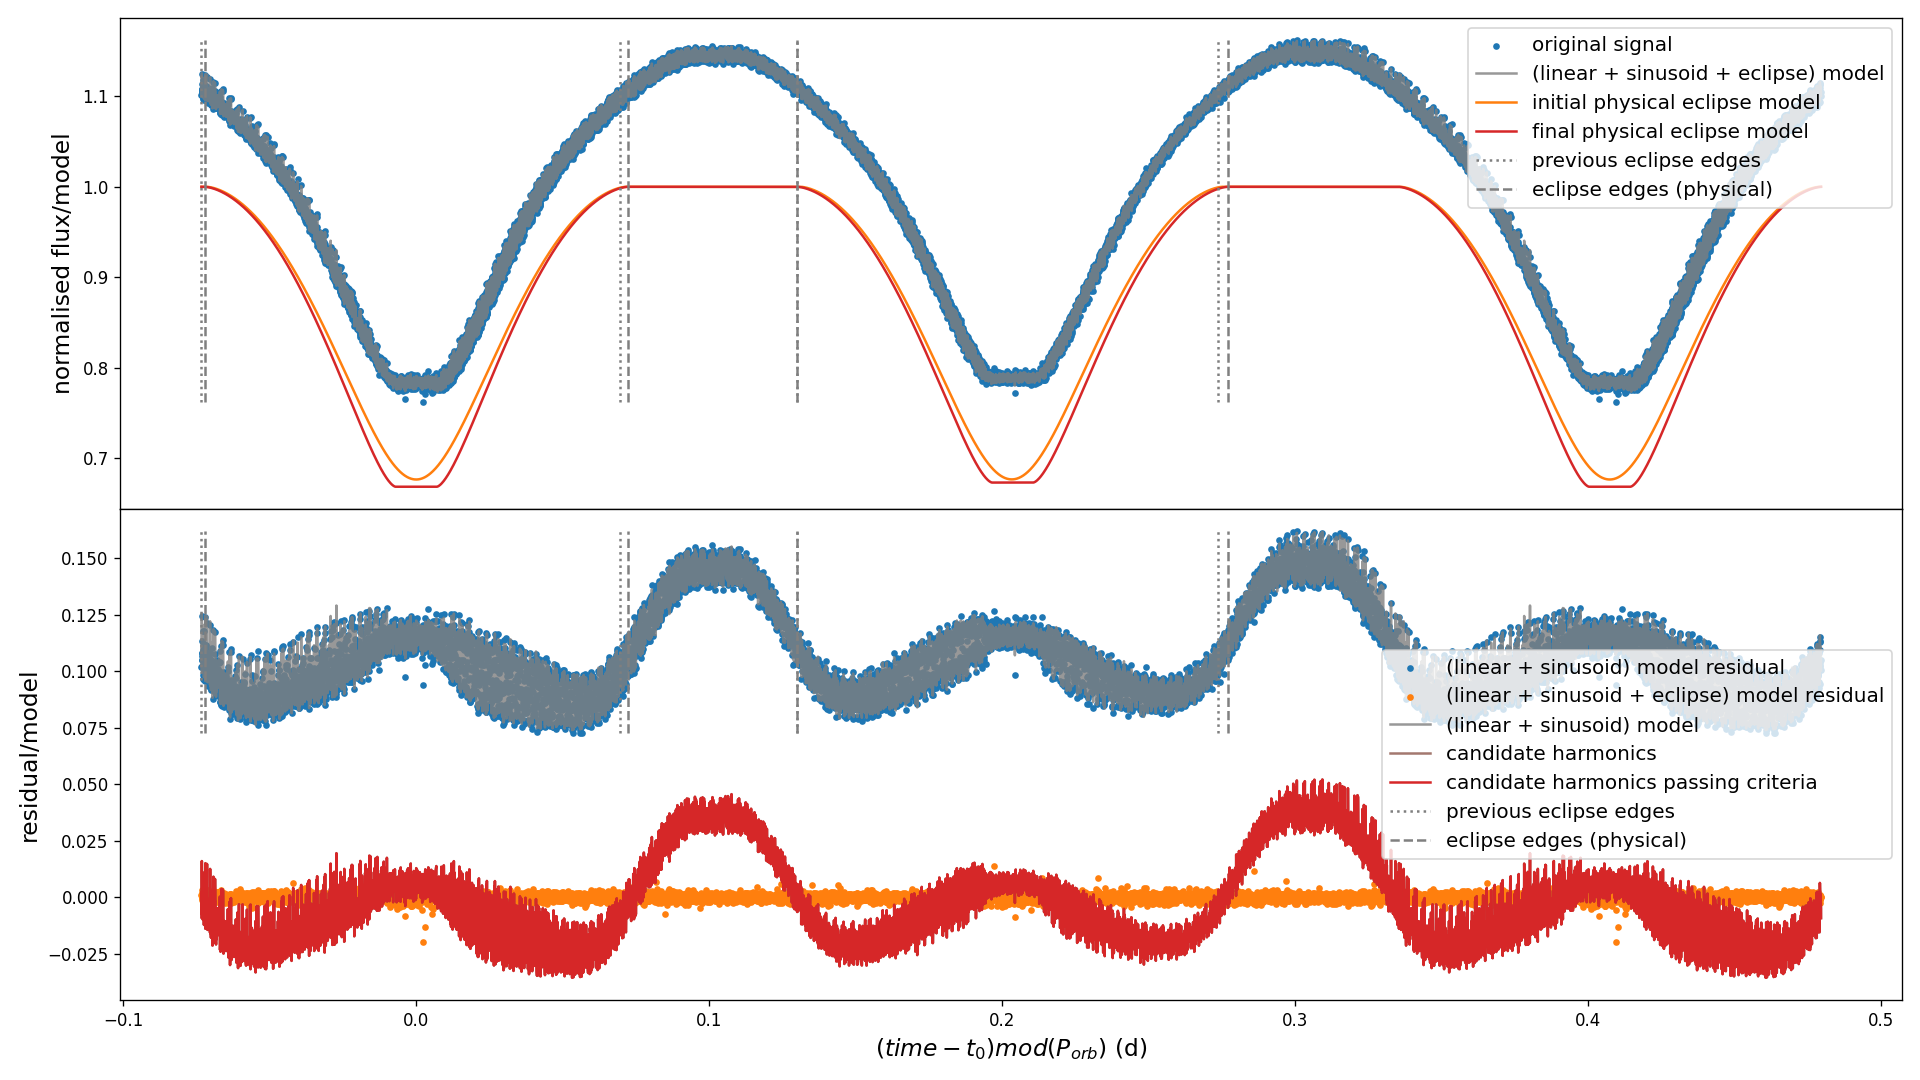 normalised flux/model
1.1
1.0
0.9
0.8
0.7
original signal
(linear + sinusoid + eclipse) model
initial physical eclipse model
final physical eclipse model
previous eclipse edges
eclipse edges (physical)
residual/model
0.150
0.125
0.100
0.075
0.050
0.025
0.000
−0.025
(linear + sinusoid) model residual
(linear + sinusoid + eclipse) model residual
(linear + sinusoid) model
candidate harmonics
candidate harmonics passing criteria
previous eclipse edges
eclipse edges (physical)
−0.1 0.0 0.1 0.2 0.3 0.4 0.5
(time − t₀)mod(Pₒᵣᵦ) (d)